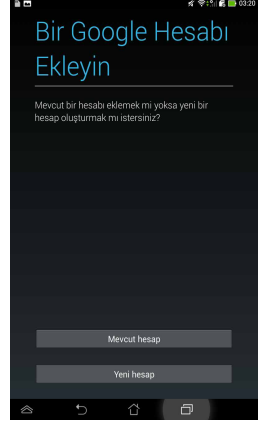 03:20
Bir Google Hesabı
Ekleyin
Mevcut bir hesabı eklemek mi yoksa yeni bir
hesap oluşturmak mı istersiniz?
Mevcut hesap
Yeni hesap